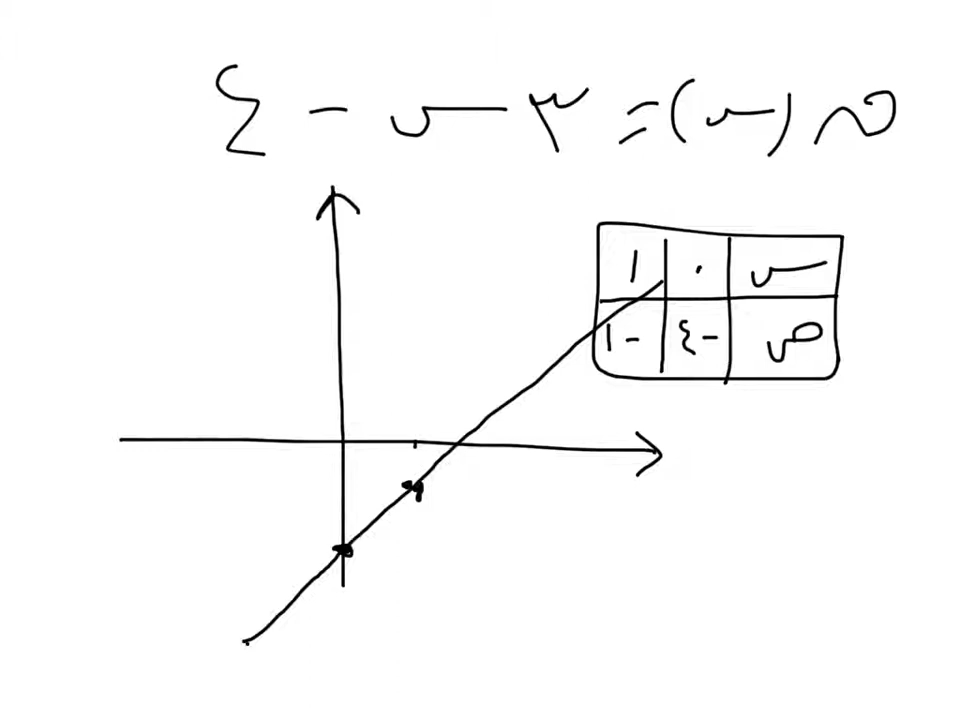 ن(س) = ٣س - ٤
س ٠ ١
ص -٤ -١